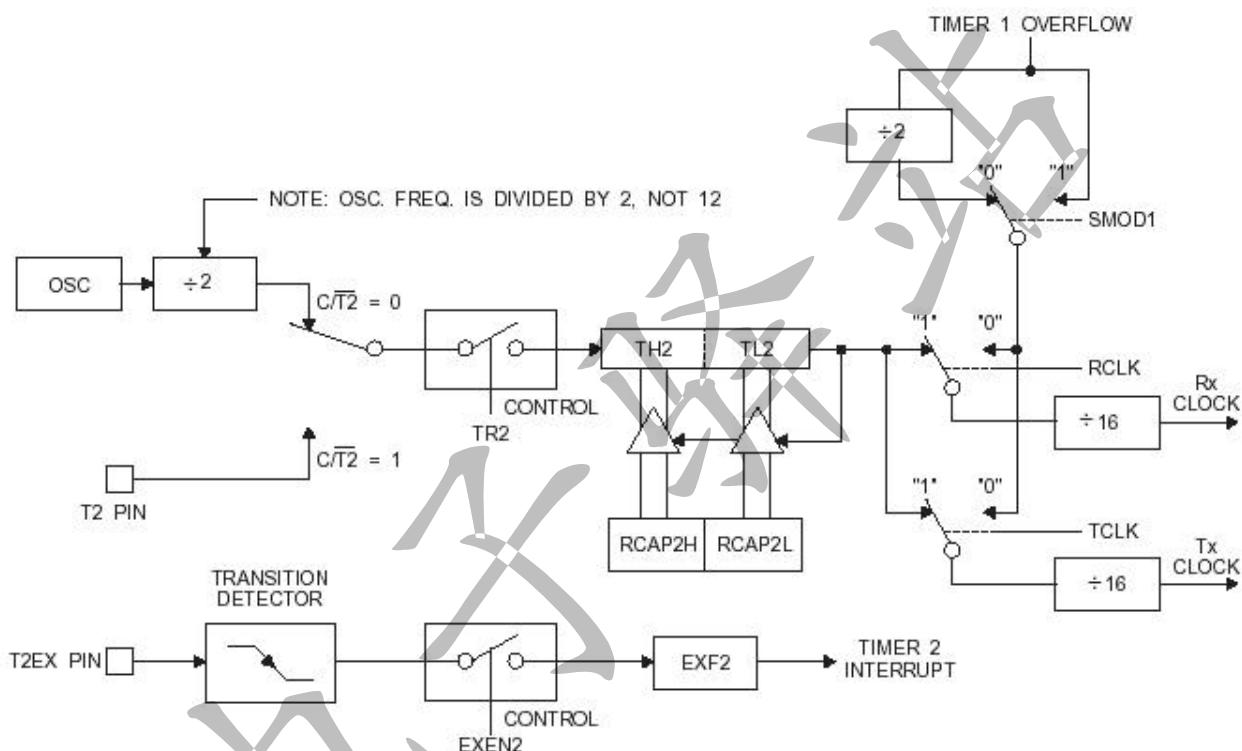 TIMER 1 OVERFLOW
÷2
"0" "1"
NOTE: OSC. FREQ. IS DIVIDED BY 2, NOT 12
SMOD1
OSC
÷2
C/T̅2̅ = 0
"1" "0"
TH2 TL2
RCLK
Rx
CLOCK
÷16
CONTROL
TR2
C/T̅2̅ = 1
T2 PIN
"1" "0"
RCAP2H RCAP2L
TCLK
Tx
CLOCK
÷16
TRANSITION
DETECTOR
T2EX PIN
EXF2
TIMER 2
INTERRUPT
CONTROL
EXEN2